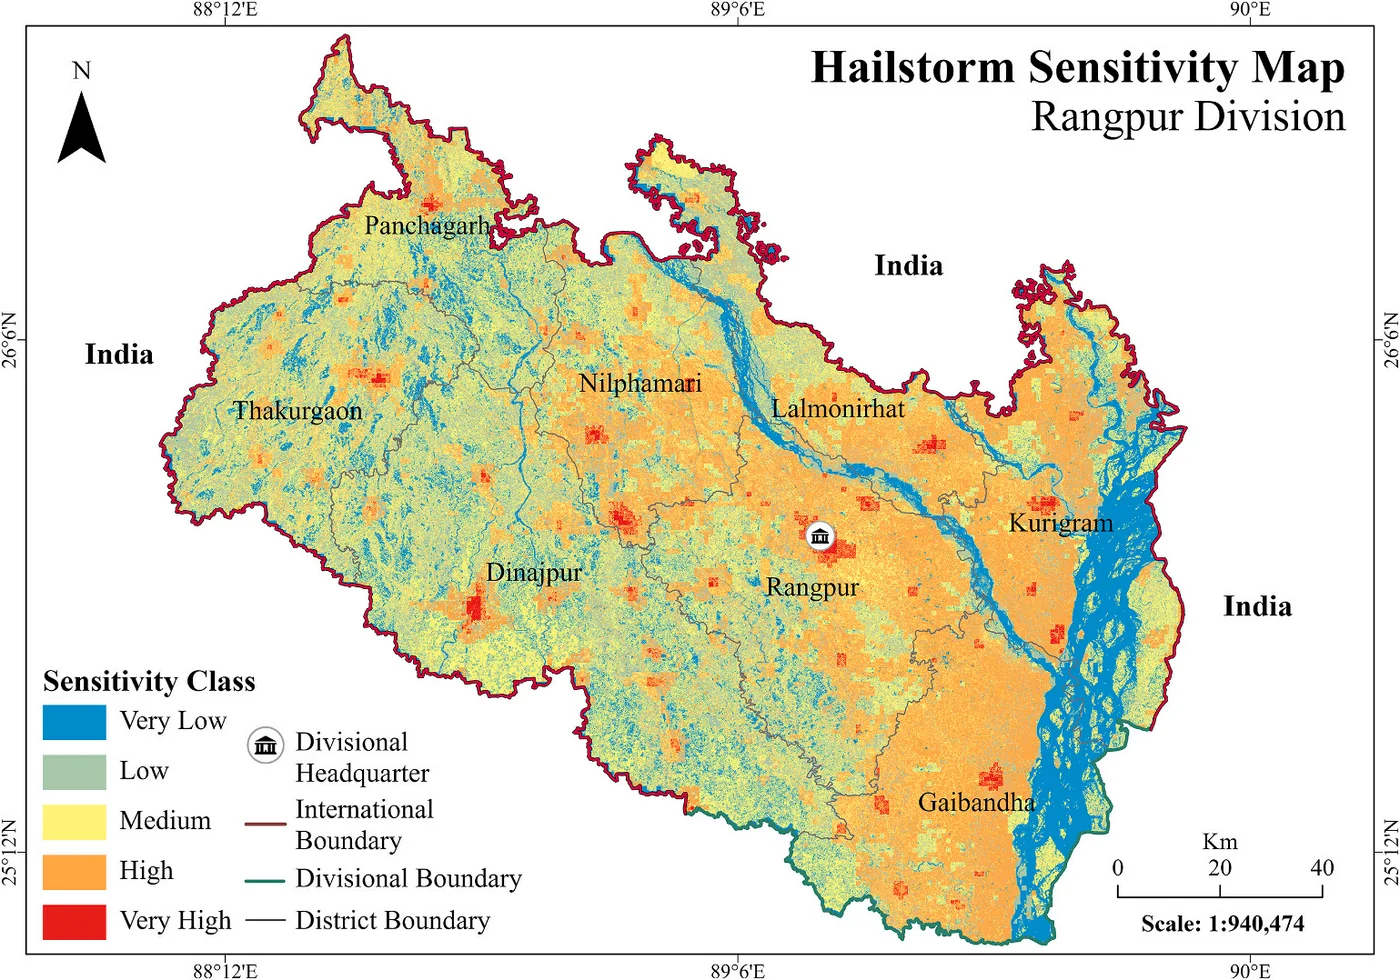 88°12'E
89°6'E
90°E
N
Hailstorm Sensitivity Map
Rangpur Division
Panchagarh
India
26°6'N
26°6'N
India
Nilphamari
Lalmonirhat
Thakurgaon
Kurigram
Dinajpur
Rangpur
India
Gaibandha
Sensitivity Class
Very Low
Low
Medium
High
Very High
Divisional
Headquarter
International
Boundary
Divisional Boundary
District Boundary
25°12'N
25°12'N
Km
0 20 40
Scale: 1:940,474
88°12'E
89°6'E
90°E